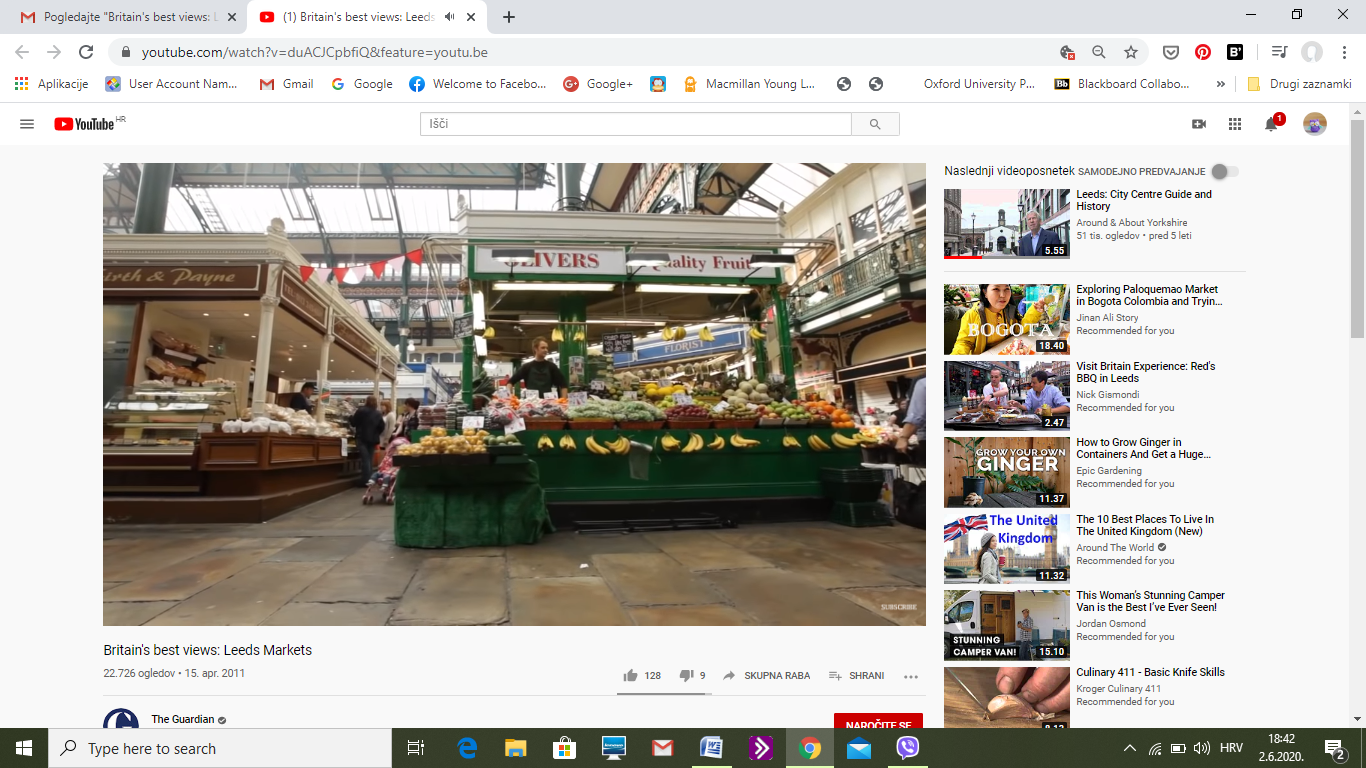 Pogledajte "Britain's best views: L
(1) Britain's best views: Leeds
youtube.com/watch?v=duACJCpbfiQ&feature=youtu.be
Aplikacije
User Account Nam...
Gmail
Google
Welcome to Facebo...
Google+
Macmillan Young L...
Oxford University P...
Bb
Blackboard Collabo...
»
Drugi zaznamki
YouTube HR
Išči
1
irth & Payne
OLIVERS
Quality Fruit
FLORIST
SUBSCRIBE
Britain's best views: Leeds Markets
22.726 ogledov • 15. apr. 2011
128
9
SKUPNA RABA
SHRANI
The Guardian
NAROČITE SE
Naslednji videoposnetek
SAMODEJNO PREDVAJANJE
5.55
Leeds: City Centre Guide and
History
Around & About Yorkshire
51 tis. ogledov • pred 5 leti
BOGOTA
18.40
Exploring Paloquemao Market
in Bogota Colombia and Tryin...
Jinan Ali Story
Recommended for you
2.47
Visit Britain Experience: Red's
BBQ in Leeds
Nick Gismondi
Recommended for you
GROW YOUR OWN
GINGER
11.37
How to Grow Ginger in
Containers And Get a Huge...
Epic Gardening
Recommended for you
The United
Kingdom
11.32
The 10 Best Places To Live In
The United Kingdom (New)
Around The World
Recommended for you
STUNNING
CAMPER VAN!
15.10
This Woman's Stunning Camper
Van is the Best I've Ever Seen!
Jordan Osmond
Recommended for you
8.13
Culinary 411 - Basic Knife Skills
Kroger Culinary 411
Recommended for you
Type here to search
HRV
18:42
2.6.2020.
2